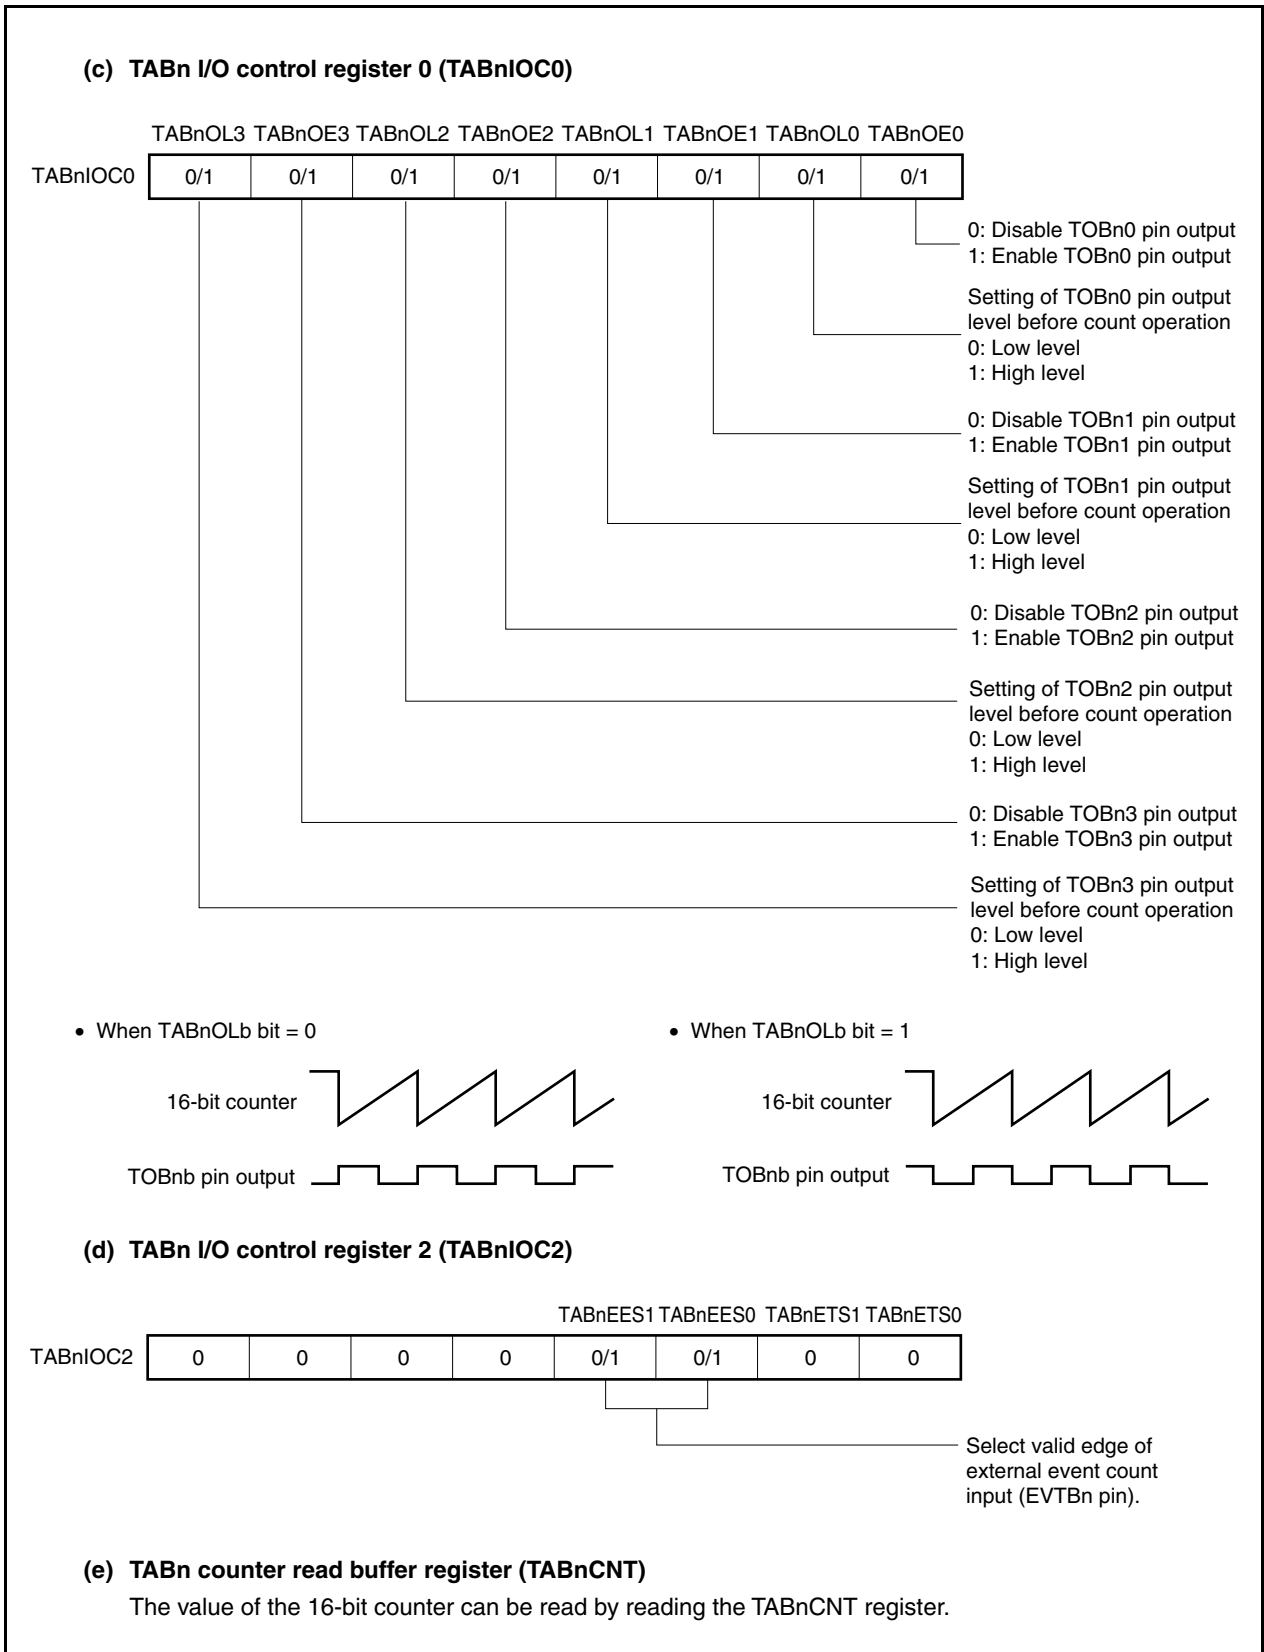 (c) TABn I/O control register 0 (TABnIOC0)
TABnOL3 TABnOE3 TABnOL2 TABnOE2 TABnOL1 TABnOE1 TABnOL0 TABnOE0
TABnIOC0 0/1 0/1 0/1 0/1 0/1 0/1 0/1 0/1
0: Disable TOBn0 pin output
1: Enable TOBn0 pin output
Setting of TOBn0 pin output
level before count operation
0: Low level
1: High level
0: Disable TOBn1 pin output
1: Enable TOBn1 pin output
Setting of TOBn1 pin output
level before count operation
0: Low level
1: High level
0: Disable TOBn2 pin output
1: Enable TOBn2 pin output
Setting of TOBn2 pin output
level before count operation
0: Low level
1: High level
0: Disable TOBn3 pin output
1: Enable TOBn3 pin output
Setting of TOBn3 pin output
level before count operation
0: Low level
1: High level
• When TABnOLb bit = 0
16-bit counter
TOBnb pin output
• When TABnOLb bit = 1
16-bit counter
TOBnb pin output
(d) TABn I/O control register 2 (TABnIOC2)
TABnEES1 TABnEES0 TABnETS1 TABnETS0
TABnIOC2 0 0 0 0 0/1 0/1 0 0
Select valid edge of
external event count
input (EVTBn pin).
(e) TABn counter read buffer register (TABnCNT)
The value of the 16-bit counter can be read by reading the TABnCNT register.